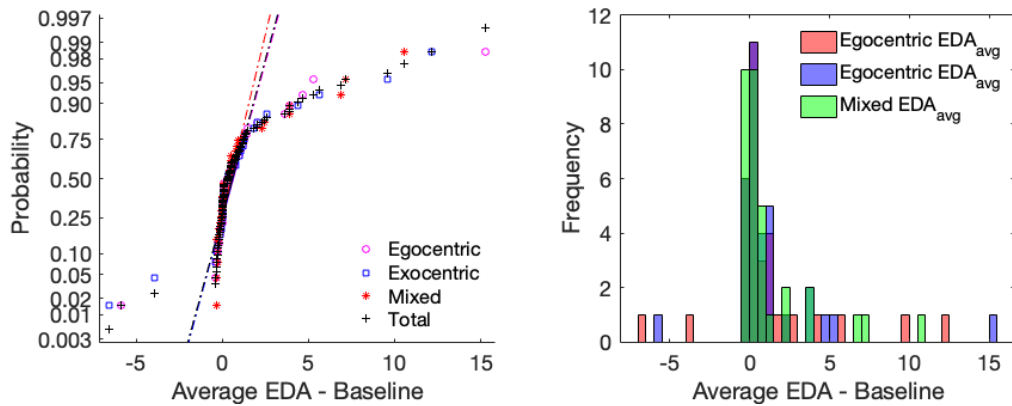 0.997
0.99
0.98
0.95
0.90
0.75
0.50
0.25
0.10
0.05
0.02
0.01
0.003
Probability
-5 0 5 10 15
Average EDA - Baseline
Egocentric
Exocentric
Mixed
Total
12
10
8
6
4
2
0
Frequency
-5 0 5 10 15
Average EDA - Baseline
Egocentric EDAavg
Egocentric EDAavg
Mixed EDAavg